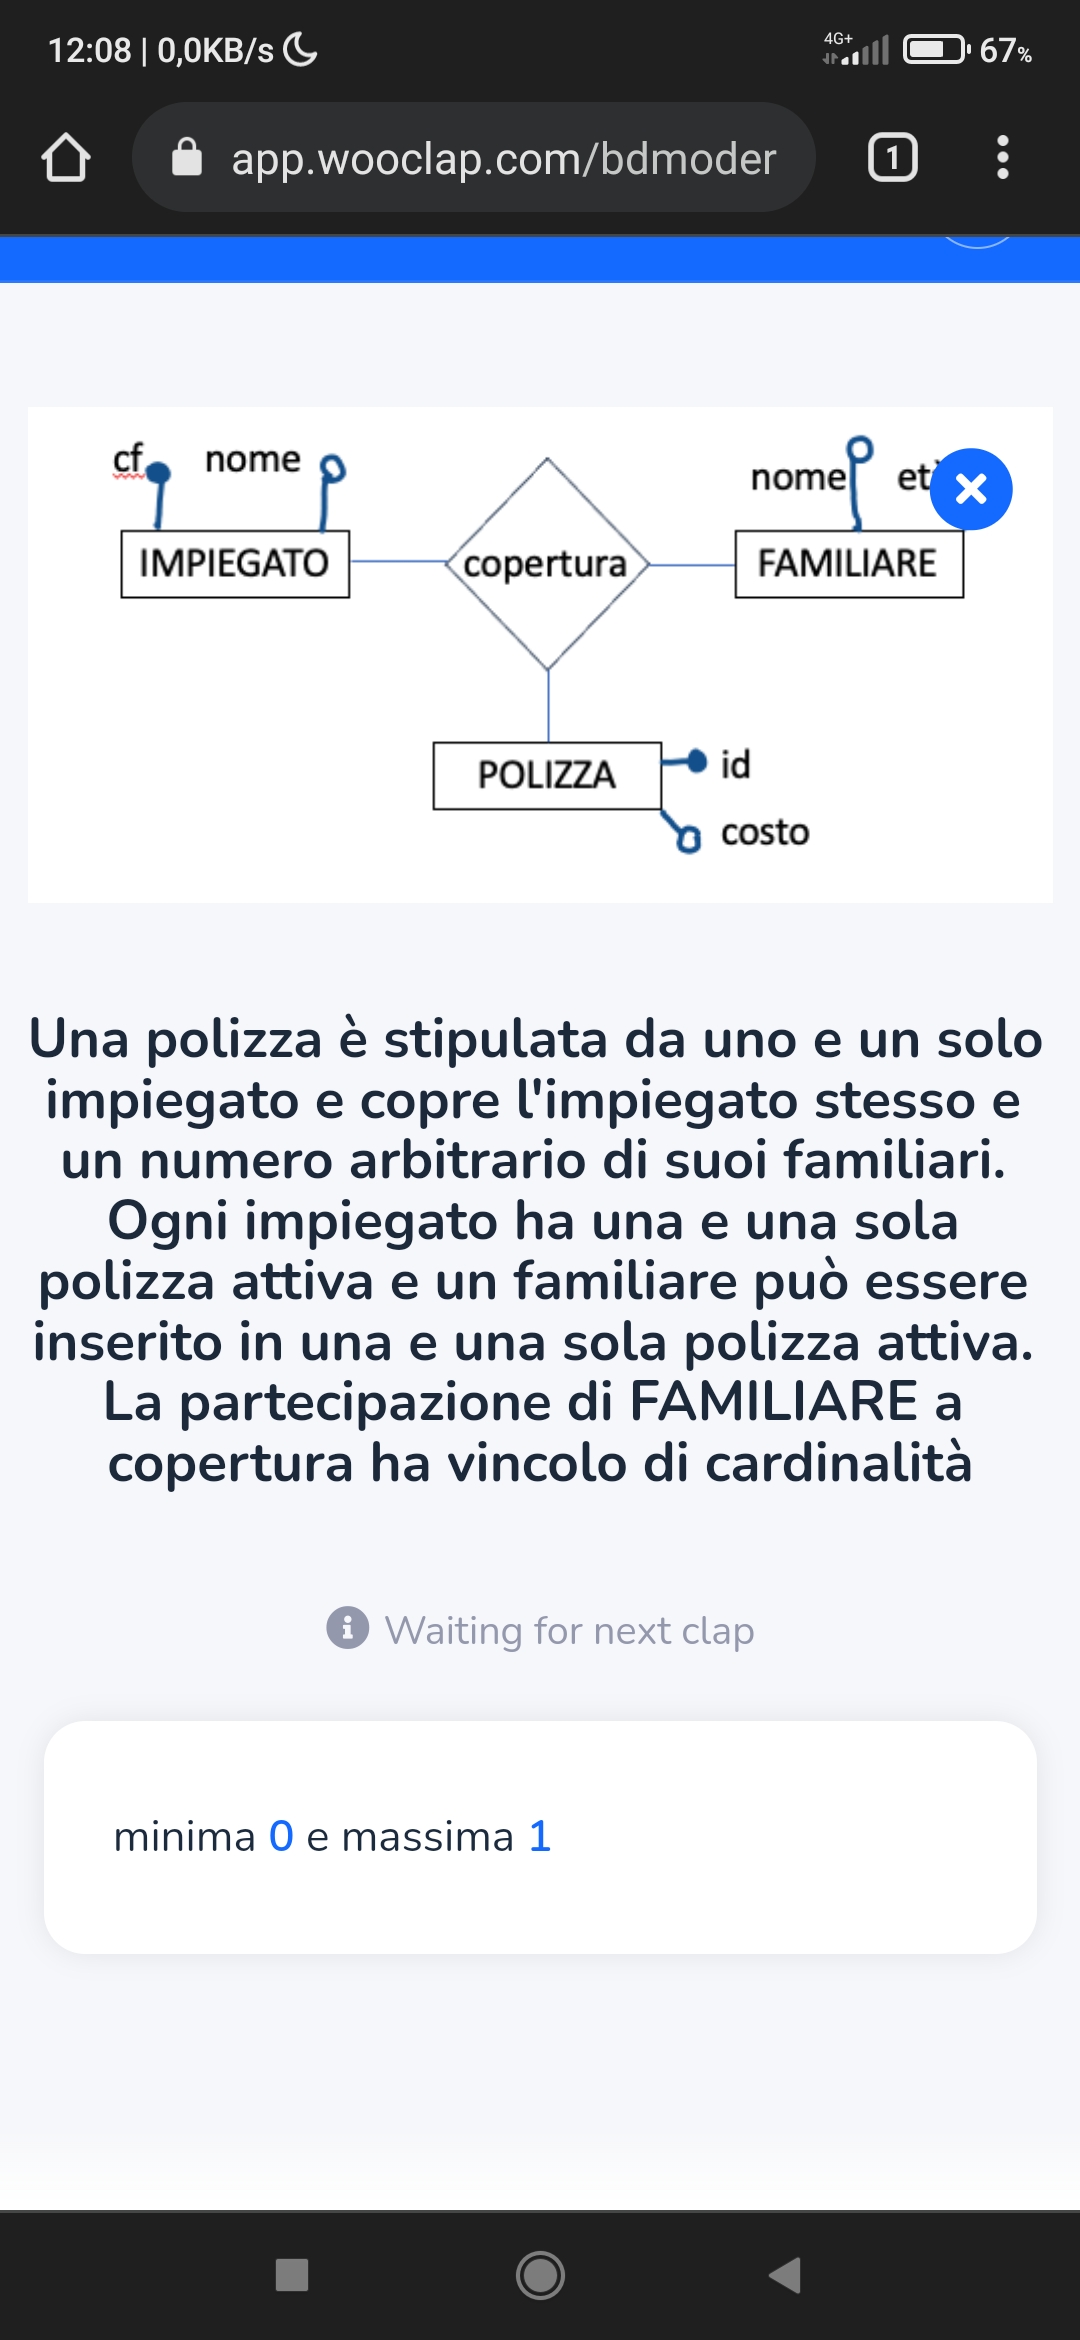 12:08 | 0,0KB/s
4G+
67%
app.wooclap.com/bdmoder
1
cf nome
nome
IMPIEGATO
copertura
FAMILIARE
POLIZZA
id
costo
Una polizza è stipulata da uno e un solo
impiegato e copre l'impiegato stesso e
un numero arbitrario di suoi familiari.
Ogni impiegato ha una e una sola
polizza attiva e un familiare può essere
inserito in una e una sola polizza attiva.
La partecipazione di FAMILIARE a
copertura ha vincolo di cardinalità
Waiting for next clap
minima 0 e massima 1